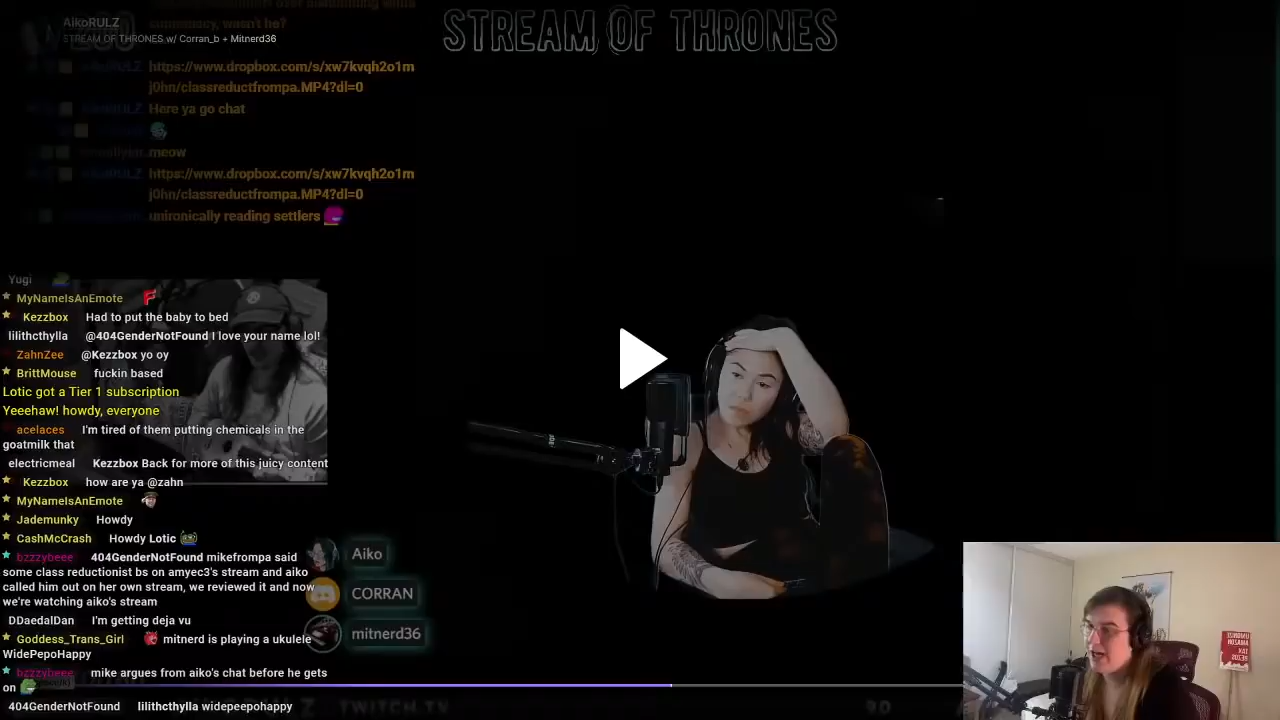 AikoRULZ
STREAM OF THRONES w/ Corran_b + Mitnerd36
STREAM OF THRONES
https://www.dropbox.com/s/xw7kvqh2o1m
j0hn/classreductfrompa.MP4?dl=0
Here ya go chat
meow
https://www.dropbox.com/s/xw7kvqh2o1m
j0hn/classreductfrompa.MP4?dl=0
unironically reading settlers
Yugi
MyNameIsAnEmote
Kezzbox Had to put the baby to bed
lilithcthylla @404GenderNotFound I love your name lol!
ZahnZee @Kezzbox yo oy
BrittMouse fuckin based
Lotic got a Tier 1 subscription
Yeeehaw! howdy, everyone
acelaces I'm tired of them putting chemicals in the
goatmilk that
electricmeal Kezzbox Back for more of this juicy content
Kezzbox how are ya @zahn
MyNameIsAnEmote
Jademunky Howdy
CashMcCrash Howdy Lotic
bzzzybeee 404GenderNotFound mikefrompa said
some class reductionist bs on amyec3's stream and aiko
called him out on her own stream, we reviewed it and now
we're watching aiko's stream
DDaedalDan I'm getting deja vu
Goddess_Trans_Girl mitnerd is playing a ukulele
WidePepoHappy
bzzzybeee mike argues from aiko's chat before he gets
on
404GenderNotFound lilithcthylla widepeepohappy
Aiko
CORRAN
mitnerd36
TWITCH.TV
UNIONIZE
AMAZON
TAX
BEZOS